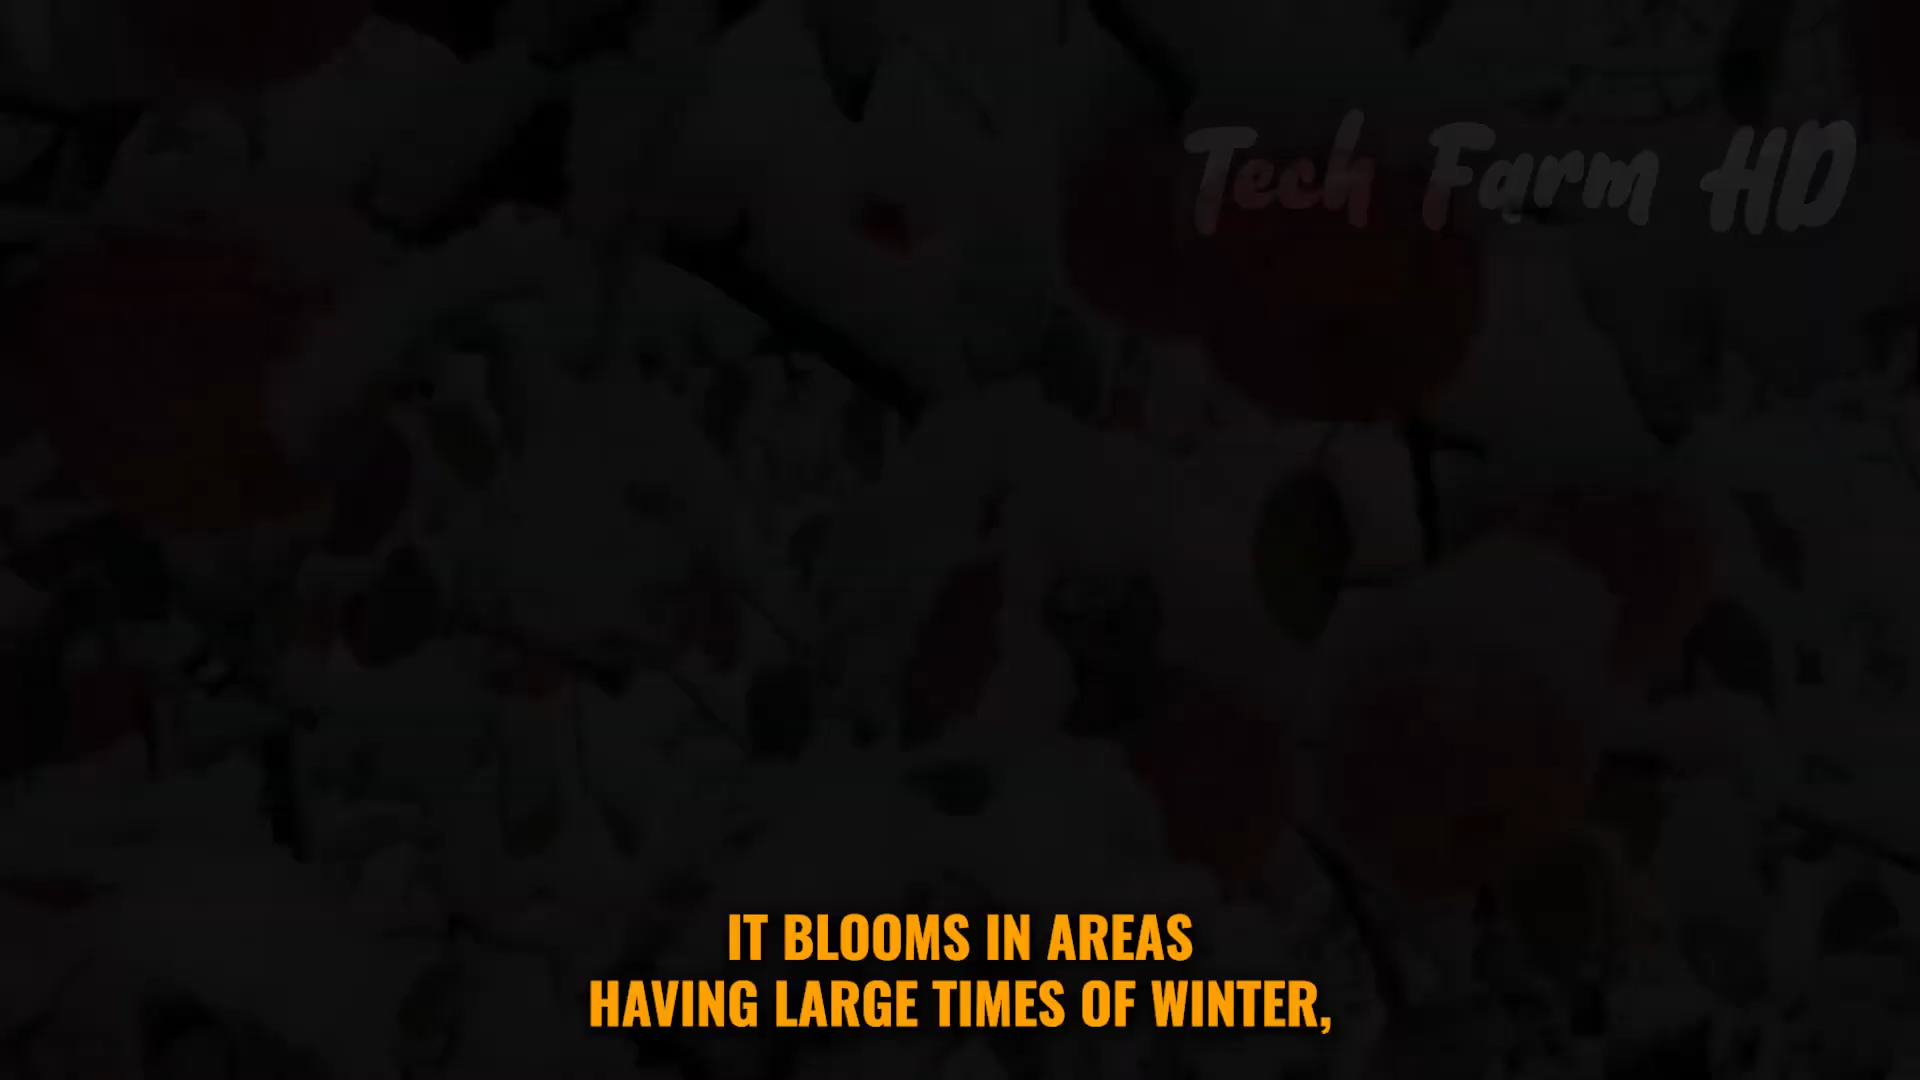 Tech Farm HD
IT BLOOMS IN AREAS
HAVING LARGE TIMES OF WINTER,